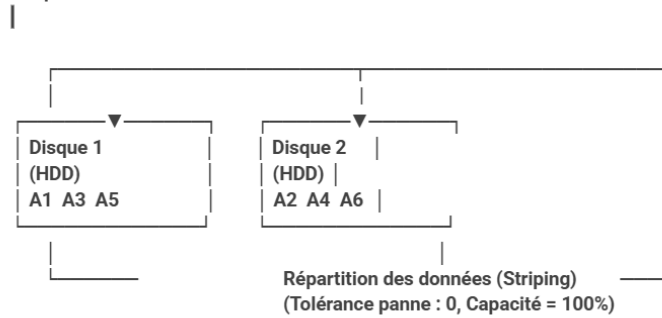 Disque 1
(HDD)
A1 A3 A5
Disque 2
(HDD)
A2 A4 A6
Répartition des données (Striping)
(Tolérance panne : 0, Capacité = 100%)